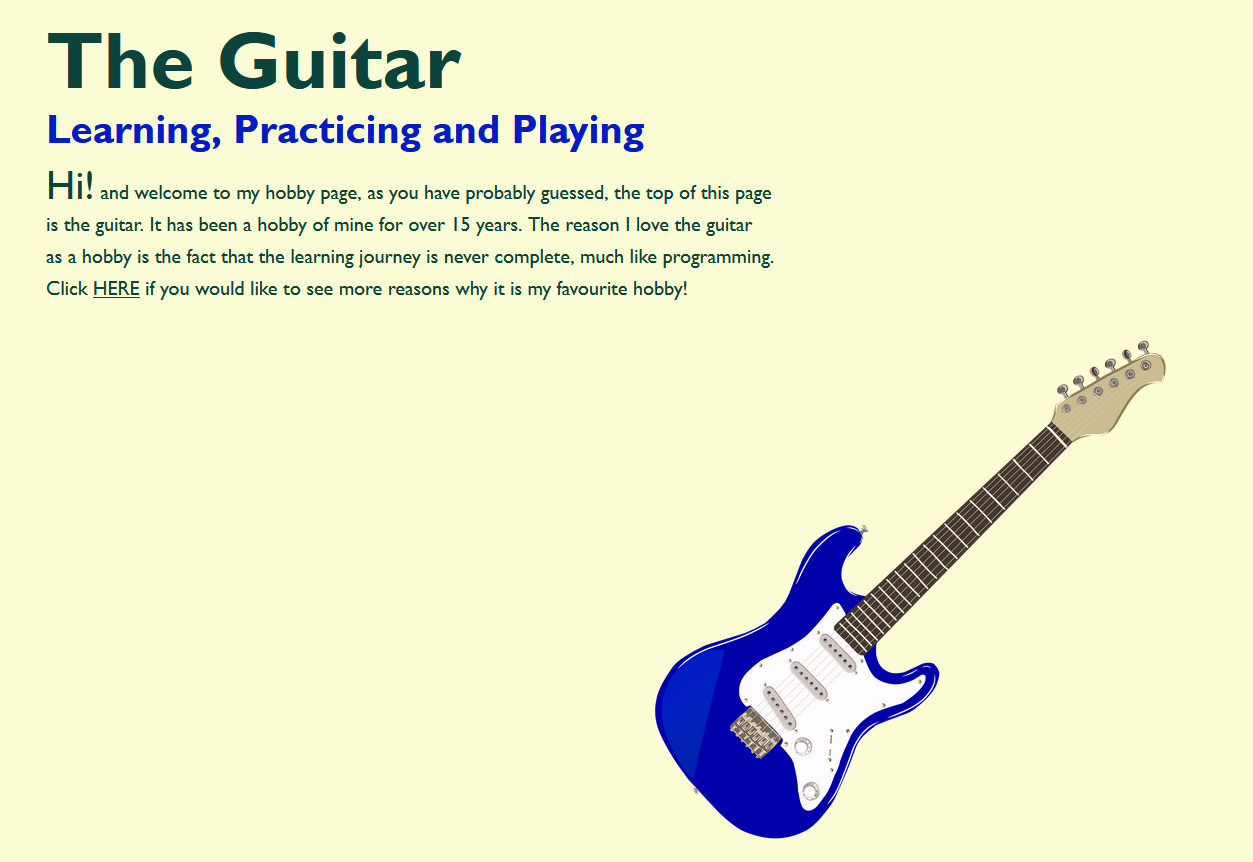 The Guitar
Learning, Practicing and Playing
Hi! and welcome to my hobby page, as you have probably guessed, the top of this page
is the guitar. It has been a hobby of mine for over 15 years. The reason I love the guitar
as a hobby is the fact that the learning journey is never complete, much like programming.
Click HERE if you would like to see more reasons why it is my favourite hobby!